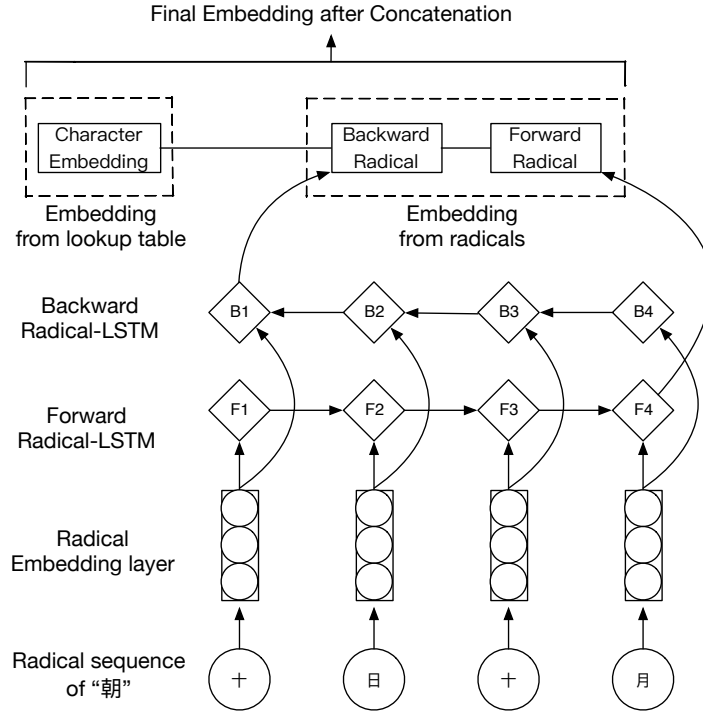 Final Embedding after Concatenation
Character
Embedding
Backward
Radical
Forward
Radical
Embedding
from lookup table
Embedding
from radicals
Backward
Radical-LSTM
B1
B2
B3
B4
Forward
Radical-LSTM
F1
F2
F3
F4
Radical
Embedding layer
Radical sequence
of “朝”
十
日
十
月